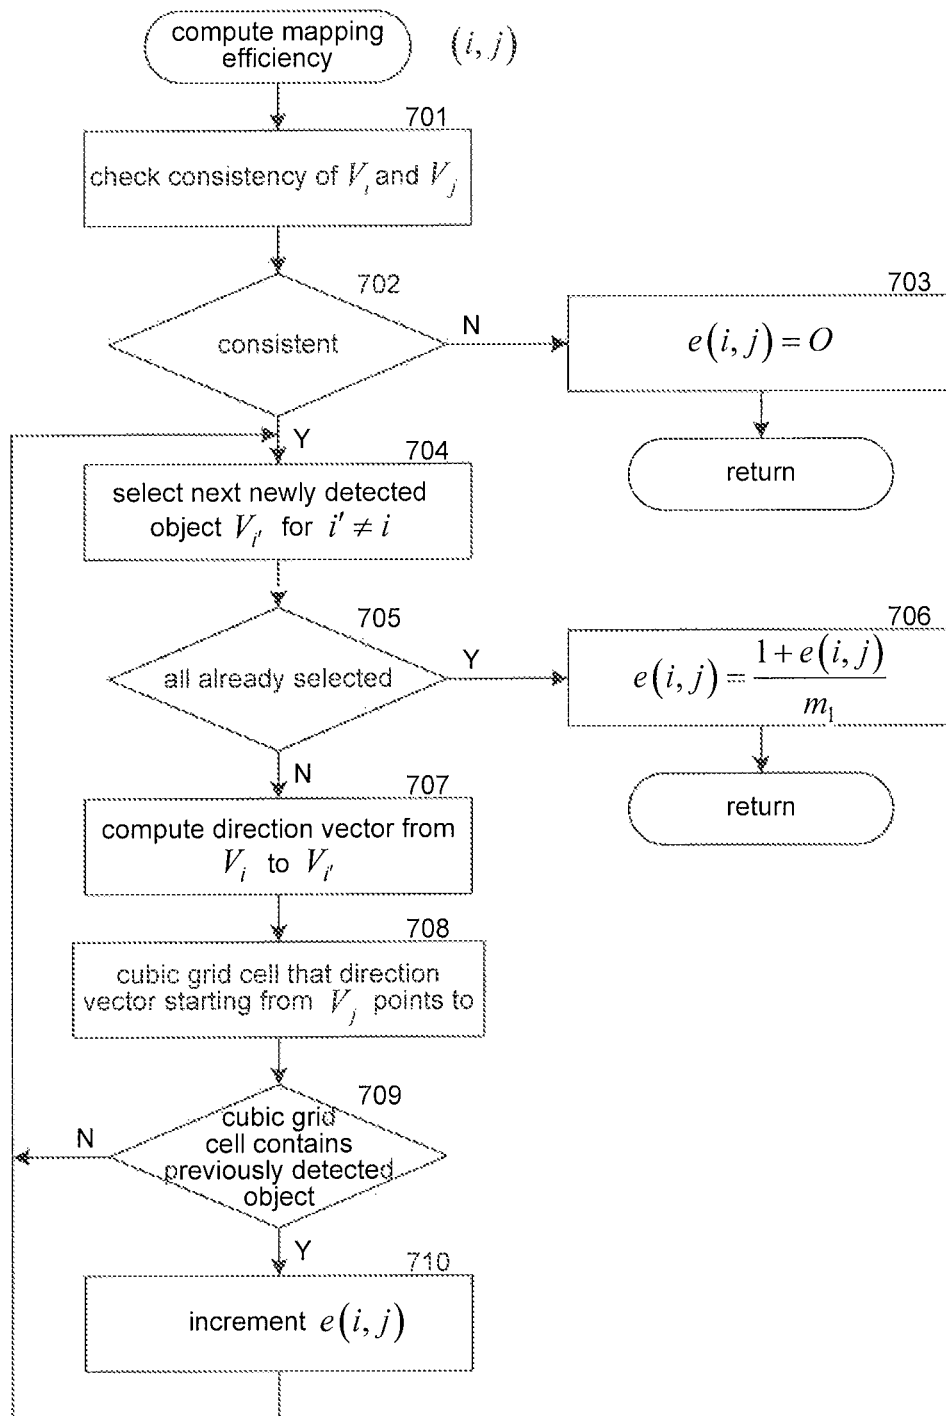 compute mapping
efficiency
(i, j)
701
check consistency of V_i and V_j
702
consistent
N
703
e(i, j) = O
return
Y
704
select next newly detected
object V_{i'} for i' ≠ i
705
all already selected
Y
706
e(i, j) = \frac{1 + e(i, j)}{m_1}
return
N
707
compute direction vector from
V_i to V_{i'}
708
cubic grid cell that direction
vector starting from V_j points to
709
cubic grid
cell contains
previously detected
object
N
Y
710
increment e(i, j)